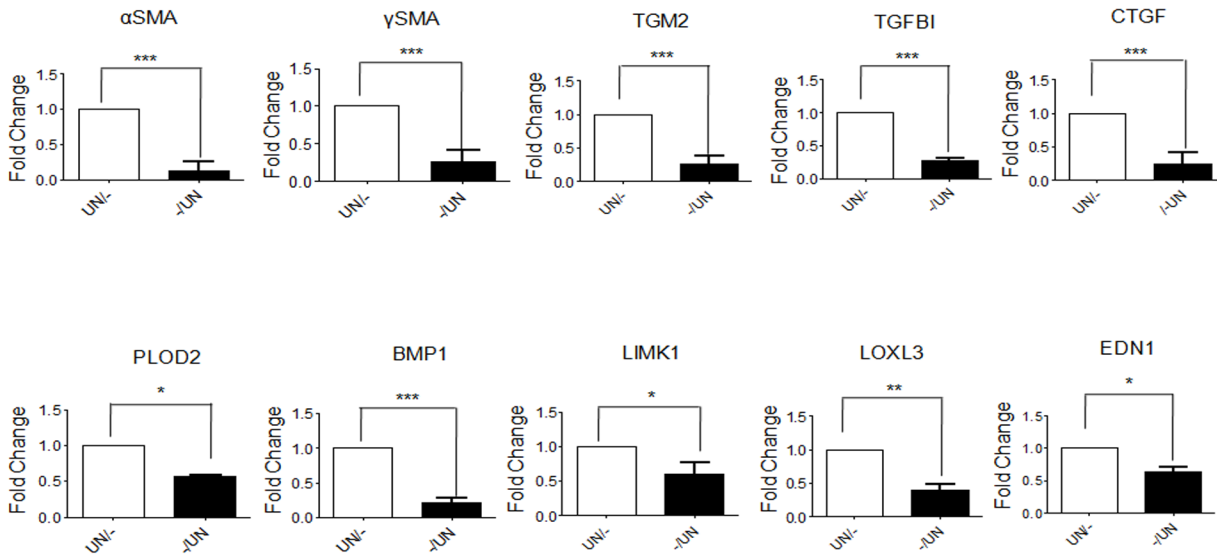 αSMA
***
Fold Change
1.5
1.0
0.5
0.0
UN/-
-/UN
γSMA
***
Fold Change
1.5
1.0
0.5
0.0
UN/-
-/UN
TGM2
***
Fold Change
1.5
1.0
0.5
0.0
UN/-
-/UN
TGFBI
***
Fold Change
1.5
1.0
0.5
0.0
UN/-
-/UN
CTGF
***
Fold Change
1.5
1.0
0.5
0.0
UN/-
/-UN
PLOD2
*
Fold Change
1.5
1.0
0.5
0.0
UN/-
-/UN
BMP1
***
Fold Change
1.5
1.0
0.5
0.0
UN/-
-/UN
LIMK1
*
Fold Change
1.5
1.0
0.5
0.0
UN/-
-/UN
LOXL3
**
Fold Change
1.5
1.0
0.5
0.0
UN/-
-/UN
EDN1
*
Fold Change
1.5
1.0
0.5
0.0
UN/-
-/UN